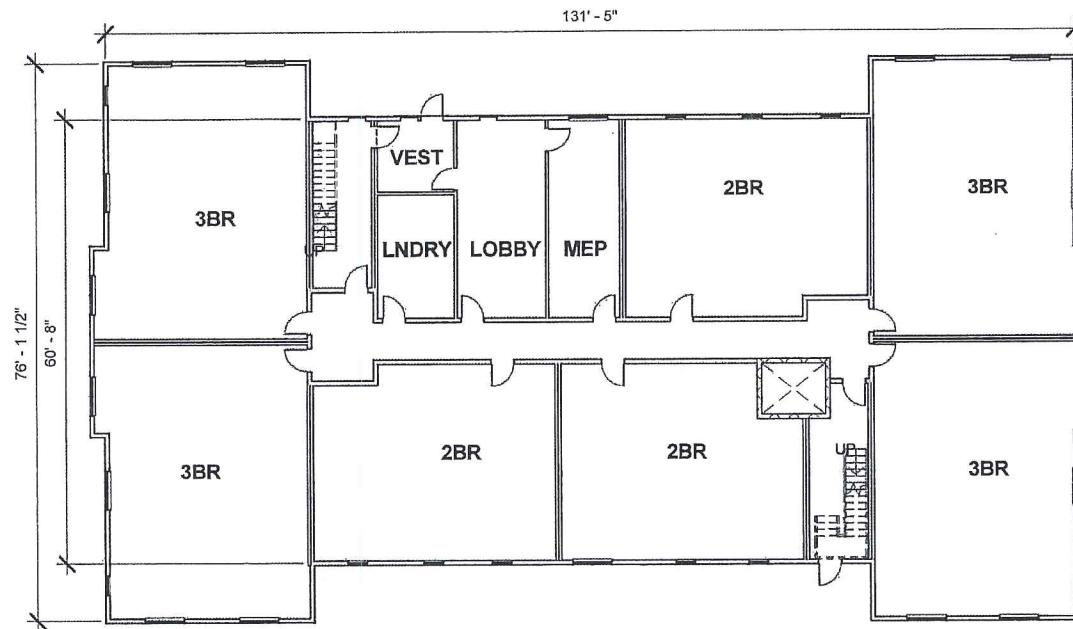 131' - 5"
VEST
2BR
3BR
3BR
LNDRY
LOBBY
MEP
UP
76' - 1 1/2"
60' - 8"
UP
2BR
2BR
3BR
3BR